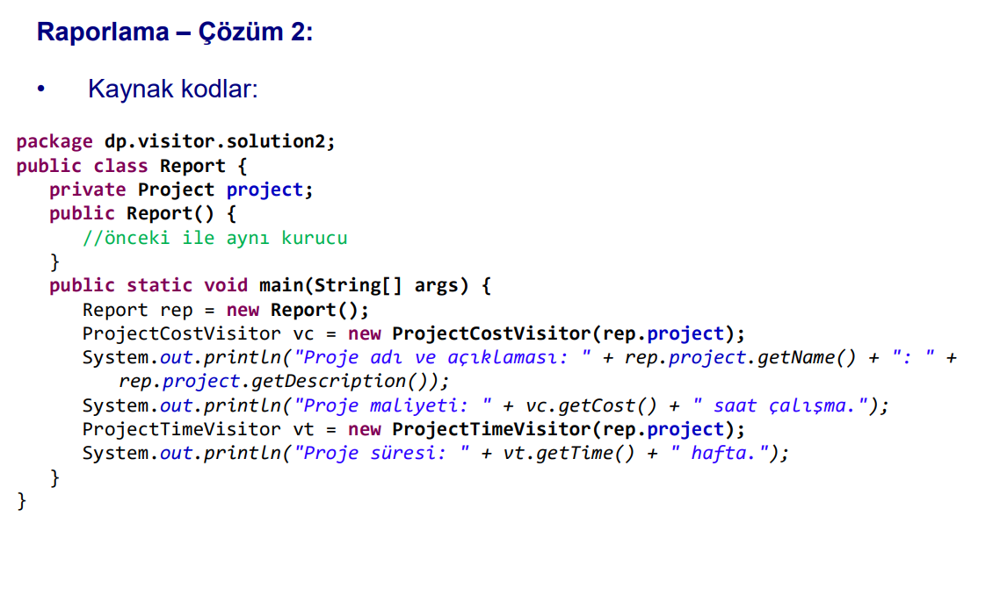 Raporlama – Çözüm 2:
• Kaynak kodlar:
package dp.visitor.solution2;
public class Report {
private Project project;
public Report() {
//önceki ile aynı kurucu
}
public static void main(String[] args) {
Report rep = new Report();
ProjectCostVisitor vc = new ProjectCostVisitor(rep.project);
System.out.println("Proje adı ve açıklaması: " + rep.project.getName() + ": " +
rep.project.getDescription());
System.out.println("Proje maliyeti: " + vc.getCost() + " saat çalışma.");
ProjectTimeVisitor vt = new ProjectTimeVisitor(rep.project);
System.out.println("Proje süresi: " + vt.getTime() + " hafta.");
}
}